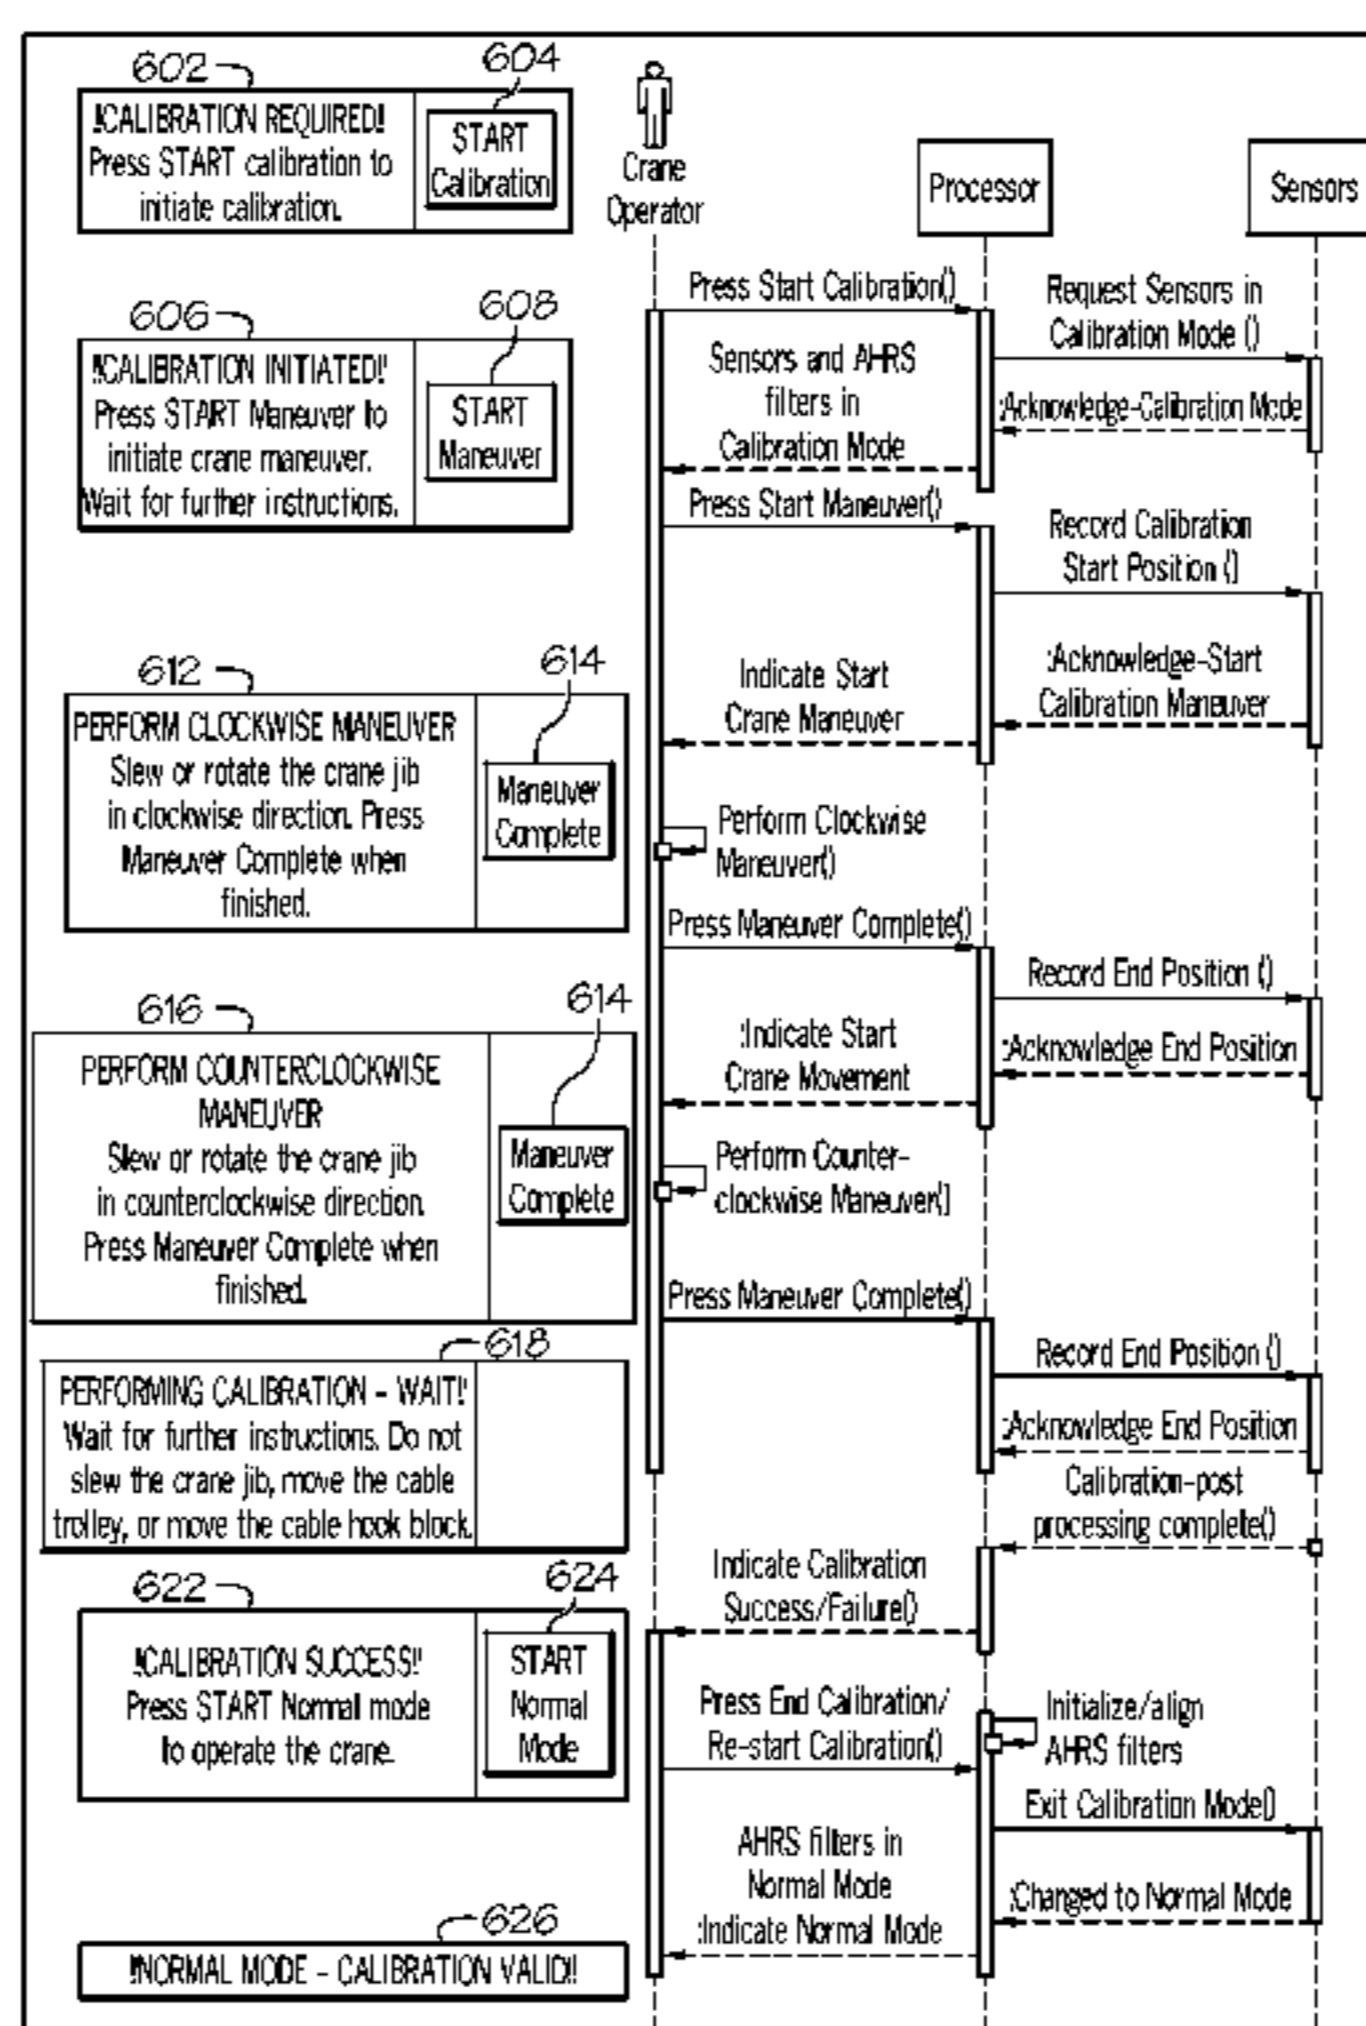 602
604
!!CALIBRATION REQUIRED!!
Press START calibration to
initiate calibration.
START
Calibration
Crane
Operator
Processor
Sensors
Press Start Calibration()
Request Sensors in
Calibration Mode ()
606
608
!!CALIBRATION INITIATED!!
Press START Maneuver to
initiate crane maneuver.
Wait for further instructions.
START
Maneuver
Sensors and AHRS
filters in
Calibration Mode
:Acknowledge-Calibration Mode
Press Start Maneuver()
Record Calibration
Start Position ()
612
614
PERFORM CLOCKWISE MANEUVER
Slew or rotate the crane jib
in clockwise direction. Press
Maneuver Complete when
finished.
Maneuver
Complete
Indicate Start
Crane Maneuver
:Acknowledge-Start
Calibration Maneuver
Perform Clockwise
Maneuver()
Press Maneuver Complete()
Record End Position ()
616
614
PERFORM COUNTERCLOCKWISE
MANEUVER
Slew or rotate the crane jib
in counterclockwise direction.
Press Maneuver Complete when
finished.
Maneuver
Complete
:Indicate Start
Crane Movement
:Acknowledge End Position
Perform Counter-
clockwise Maneuver()
Press Maneuver Complete()
Record End Position ()
618
PERFORMING CALIBRATION - WAIT!!
Wait for further instructions. Do not
slew the crane jib, move the cable
trolley, or move the cable hook block.
:Acknowledge End Position
Calibration-post
processing complete()
622
624
!!CALIBRATION SUCCESS!!
Press START Normal mode
to operate the crane.
START
Normal
Mode
Indicate Calibration
Success/Failure()
Press End Calibration/
Re-start Calibration()
Initialize/align
AHRS filters
Exit Calibration Mode()
AHRS filters in
Normal Mode
:Indicate Normal Mode
:Changed to Normal Mode
626
!!NORMAL MODE - CALIBRATION VALID!!